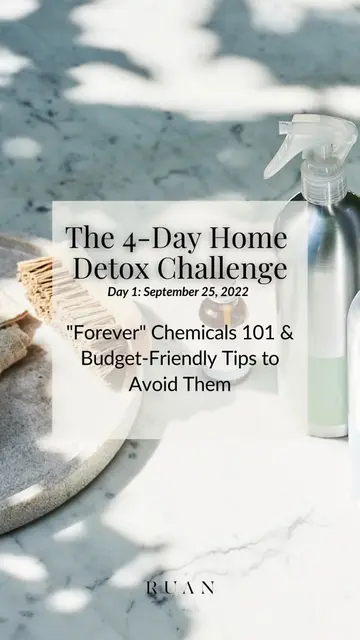 The 4-Day Home
Detox Challenge
Day 1: September 25, 2022
"Forever" Chemicals 101 &
Budget-Friendly Tips to
Avoid Them
RUAN